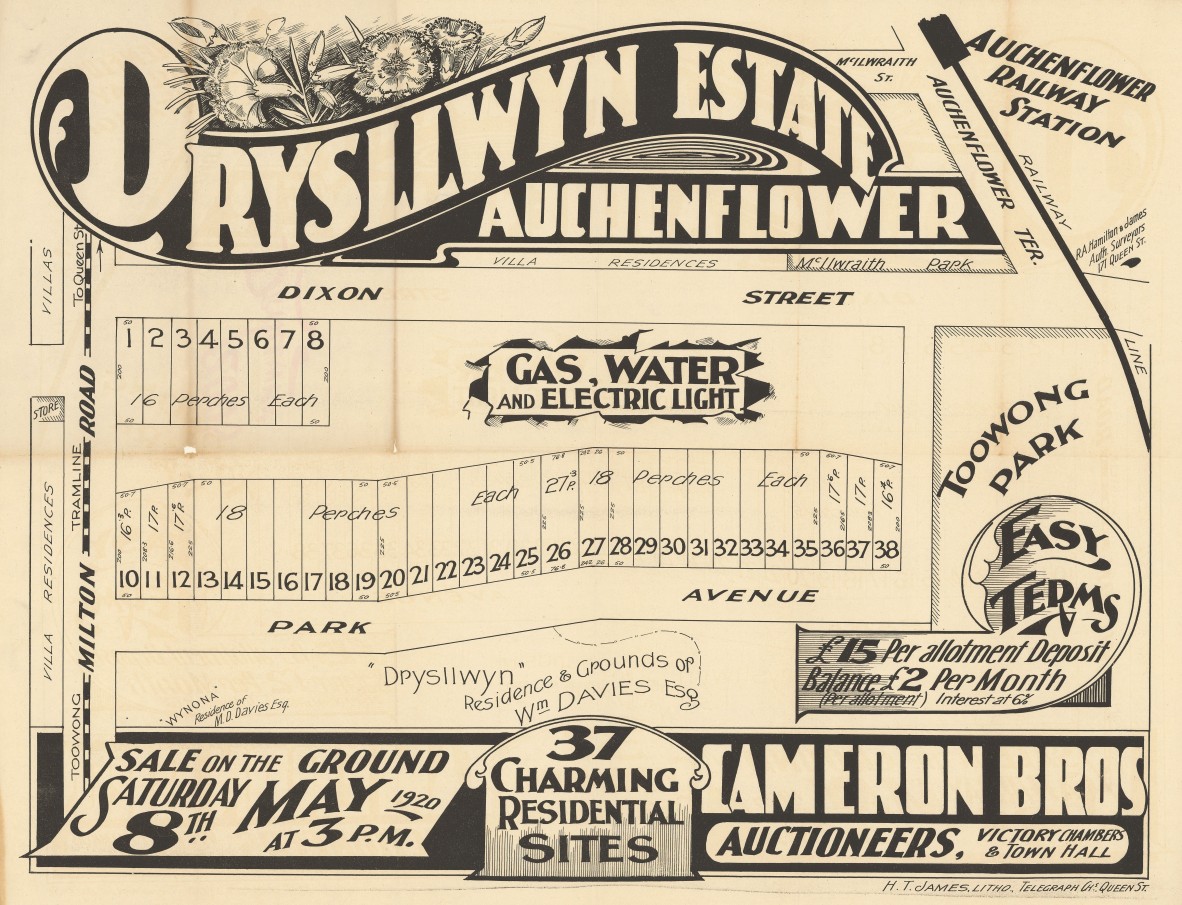 DRYSLLWYN ESTATE
AUCHENFLOWER
McILWRAITH
ST.
AUCHENFLOWER
RAILWAY
STATION
AUCHENFLOWER TER.
RAILWAY
LINE
R.A. Hamilton & James
Auth. Surveyors
171 QUEEN ST.
VILLA RESIDENCES
McIlwraith Park
VILLAS
To Queen St.
DIXON STREET
1 2 3 4 5 6 7 8
50 50
200 200
16 Perches Each
GAS, WATER
AND ELECTRIC LIGHT
STORE
MILTON ROAD
TRAMLINE
VILLA RESIDENCES
TOOWONG
TOOWONG
PARK
18 Perches Each
18 Perches Each
10 11 12 13 14 15 16 17 18 19 20 21 22 23 24 25 26 27 28 29 30 31 32 33 34 35 36 37 38
PARK AVENUE
"Drysllwyn"
Residence & Grounds of
Wm DAVIES Esq
"WYNONA"
Residence of
M.D. Davies Esq.
EASY
TERMS
£15 Per allotment Deposit
Balance £2 Per Month
(Per allotment) Interest at 6%
SALE ON THE GROUND
SATURDAY
8TH MAY 1920
AT 3 P.M.
37
CHARMING
RESIDENTIAL
SITES
CAMERON BROS
AUCTIONEERS, VICTORY CHAMBERS
& TOWN HALL
H.T. JAMES, LITHO, TELEGRAPH CH. QUEEN ST.